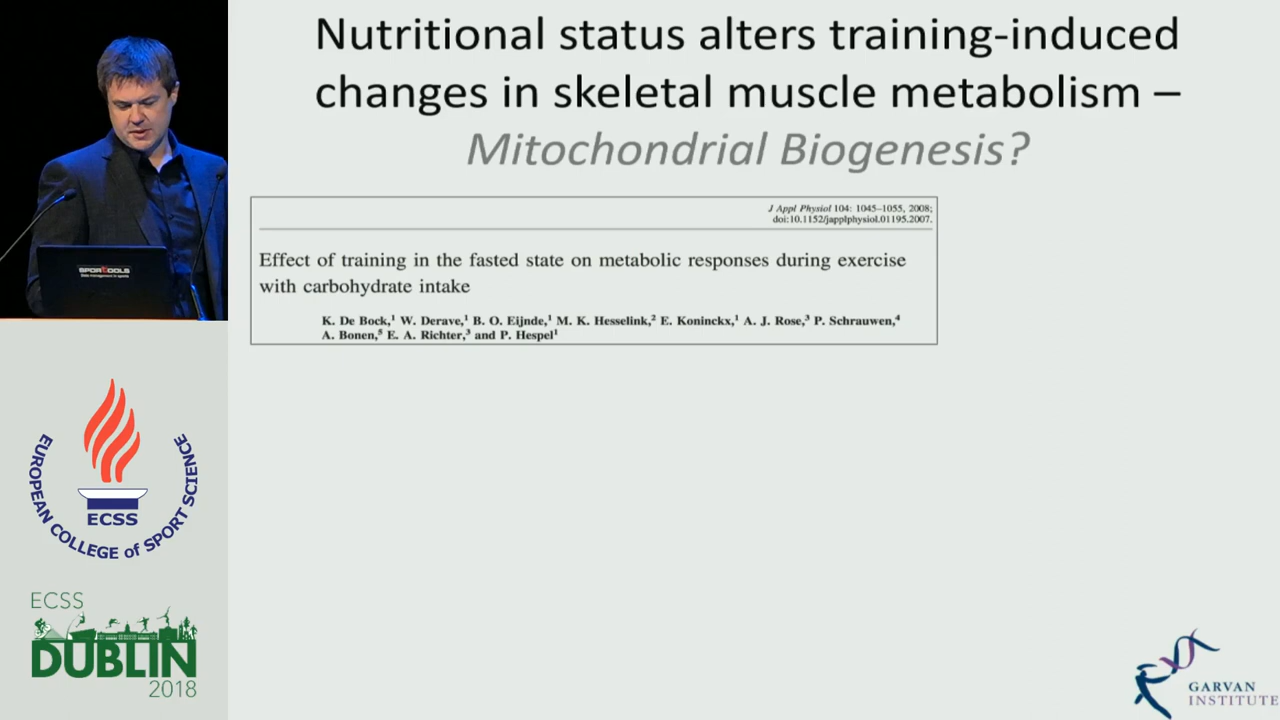 Nutritional status alters training-induced
changes in skeletal muscle metabolism –
Mitochondrial Biogenesis?
J Appl Physiol 104: 1045–1055, 2008;
doi:10.1152/japplphysiol.01195.2007.
Effect of training in the fasted state on metabolic responses during exercise
with carbohydrate intake
K. De Bock,¹ W. Derave,¹ B. O. Eijnde,¹ M. K. Hesselink,² E. Koninckx,¹ A. J. Rose,³ P. Schrauwen,⁴
A. Bonen,⁵ E. A. Richter,³ and P. Hespel¹
SPORTOOLS
EUROPEAN COLLEGE of SPORT SCIENCE
ECSS
ECSS
DUBLIN
2018
GARVAN
INSTITUTE